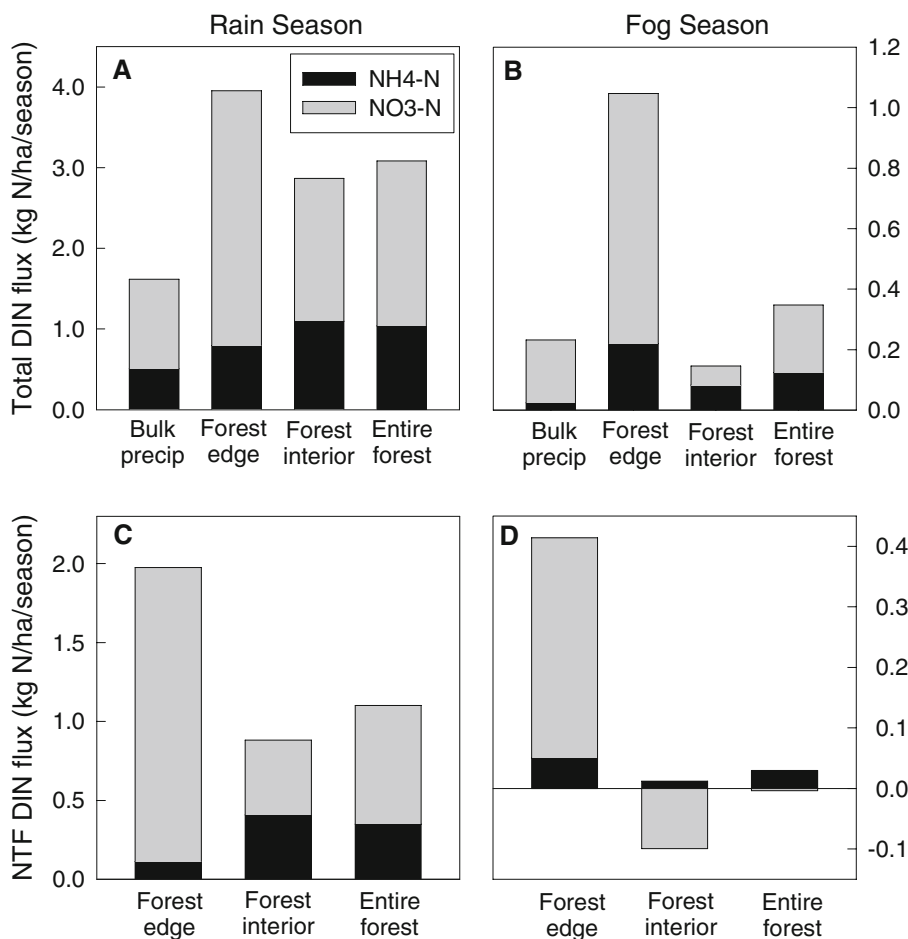 Rain Season
Fog Season
A
NH4-N
NO3-N
B
Total DIN flux (kg N/ha/season)
4.0
3.0
2.0
1.0
0.0
1.2
1.0
0.8
0.6
0.4
0.2
0.0
Bulk precip
Forest edge
Forest interior
Entire forest
Bulk precip
Forest edge
Forest interior
Entire forest
C
D
NTF DIN flux (kg N/ha/season)
2.0
1.5
1.0
0.5
0.0
0.4
0.3
0.2
0.1
0.0
-0.1
Forest edge
Forest interior
Entire forest
Forest edge
Forest interior
Entire forest